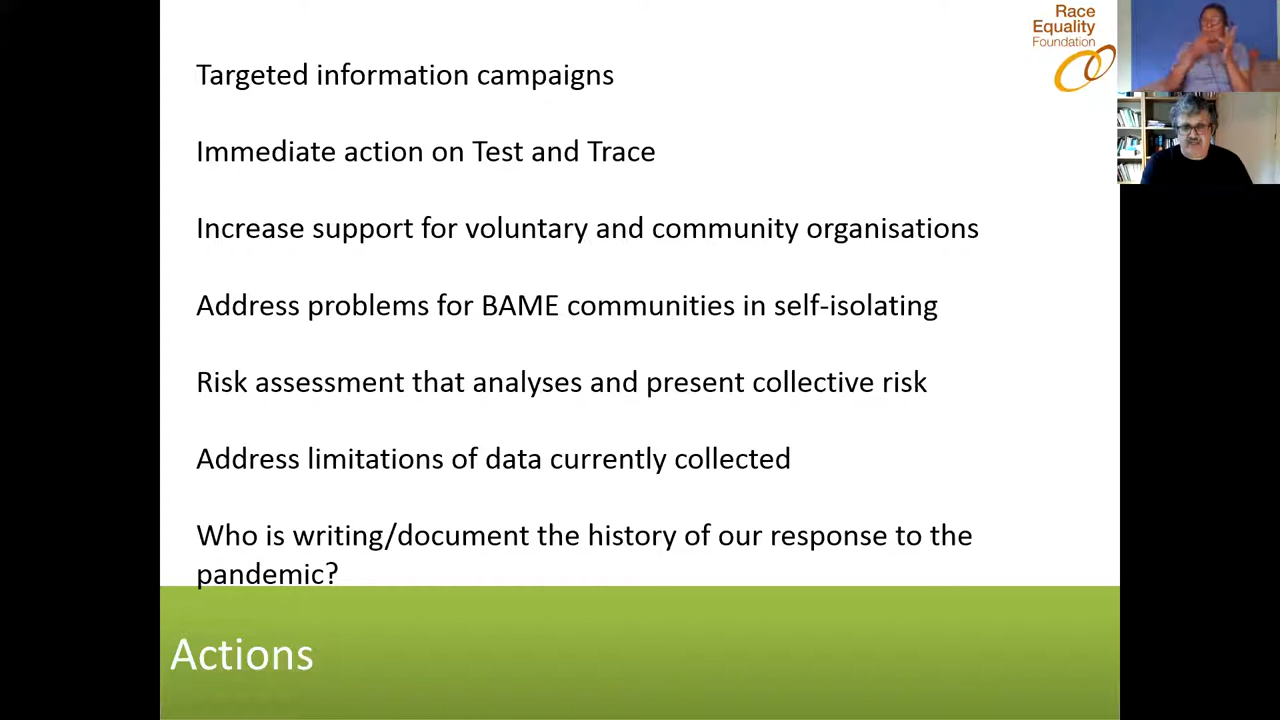 Race
Equality
Foundation
Targeted information campaigns
Immediate action on Test and Trace
Increase support for voluntary and community organisations
Address problems for BAME communities in self-isolating
Risk assessment that analyses and present collective risk
Address limitations of data currently collected
Who is writing/document the history of our response to the
pandemic?
Actions